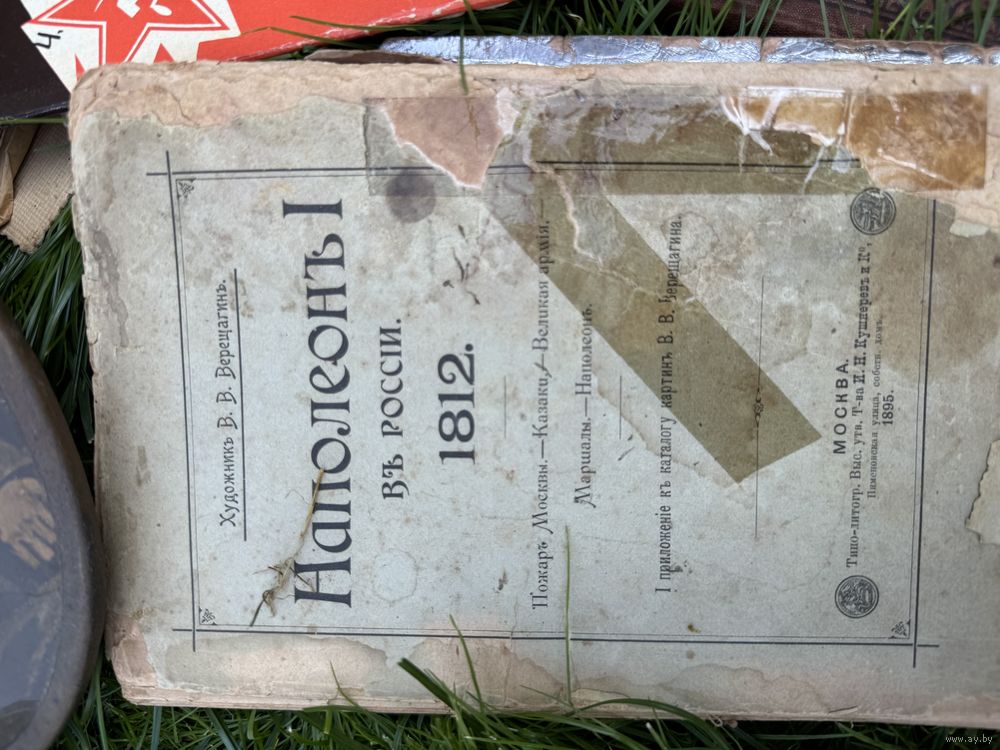 Художникъ В. В. Верещагинъ.
Наполеонъ I
въ россіи.
1812.
Пожаръ Москвы.—Казаки.—Великая армія.—
Маршалы.—Наполеонъ.
I приложеніе къ каталогу картинъ В. В. Верещагина.
МОСКВА.
Типо-литогр. Выс. утв. Т-ва И. Н. Кушнеревъ и Кº,
Пименовская улица, собств. домъ.
1895.
Ч.
www.ay.by